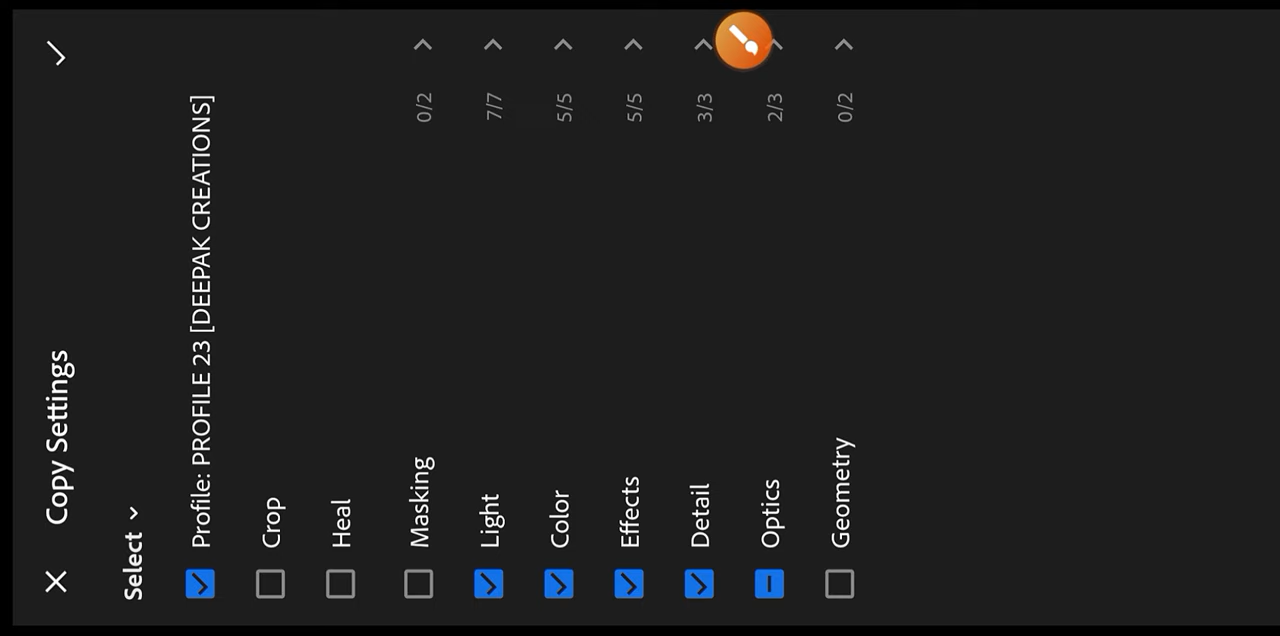 Copy Settings
Select
Profile: PROFILE 23 [DEEPAK CREATIONS]
Crop
Heal
Masking 0/2
Light 7/7
Color 5/5
Effects 5/5
Detail 3/3
Optics 2/3
Geometry 0/2